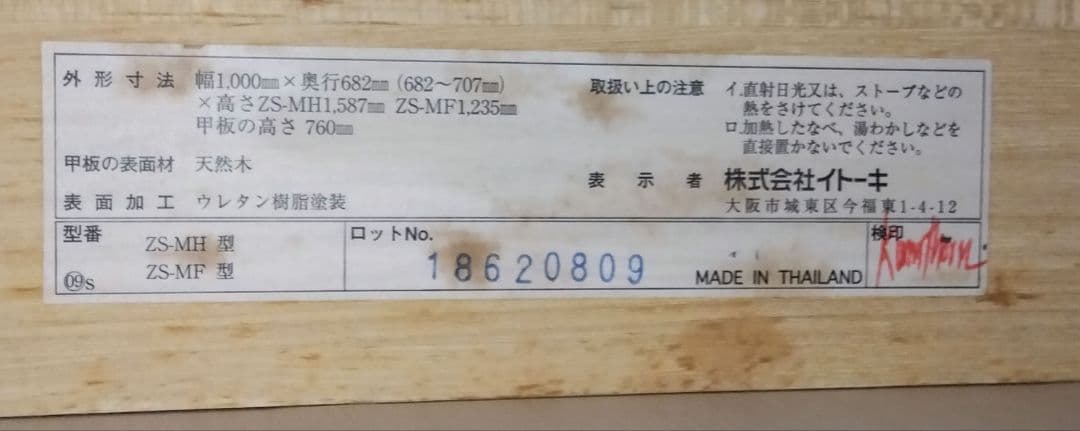 外形寸法 幅1,000㎜×奥行682㎜(682〜707㎜)
×高さZS-MH1,587㎜ ZS-MF1,235㎜
甲板の高さ 760㎜
甲板の表面材 天然木
表面加工 ウレタン樹脂塗装
取扱い上の注意 イ.直射日光又は、ストーブなどの
熱をさけてください。
ロ.加熱したなべ、湯わかしなどを
直接置かないでください。
表示者 株式会社イトーキ
大阪市城東区今福東1-4-12
型番 ZS-MH 型
ZS-MF 型
09s
ロットNo.
18620809
MADE IN THAILAND
検印